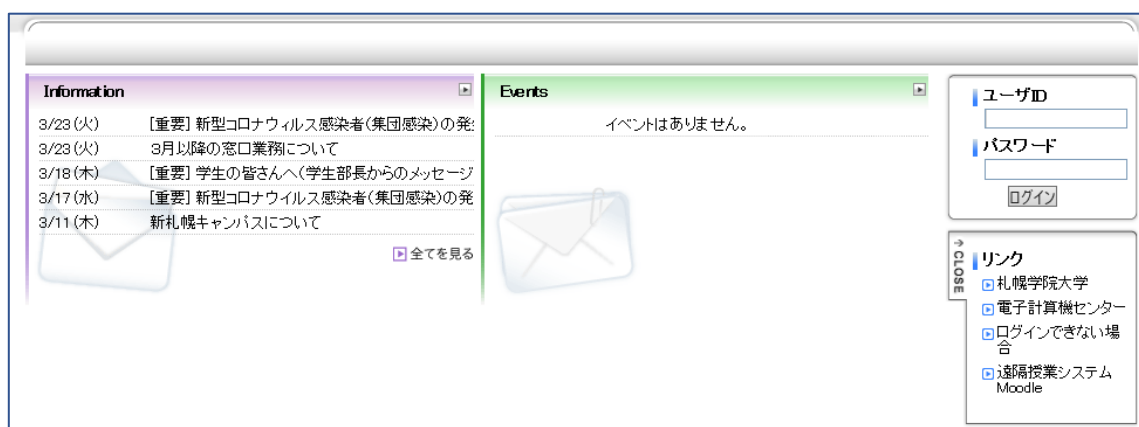 Information
3/23(火) [重要] 新型コロナウィルス感染者(集団感染)の発
3/23(火) 3月以降の窓口業務について
3/18(木) [重要] 学生の皆さんへ(学生部長からのメッセージ
3/17(水) [重要] 新型コロナウイルス感染者(集団感染)の発
3/11(木) 新札幌キャンパスについて
全てを見る
Events
イベントはありません。
ユーザID
パスワード
ログイン
CLOSE
リンク
札幌学院大学
電子計算機センター
ログインできない場
合
遠隔授業システム
Moodle